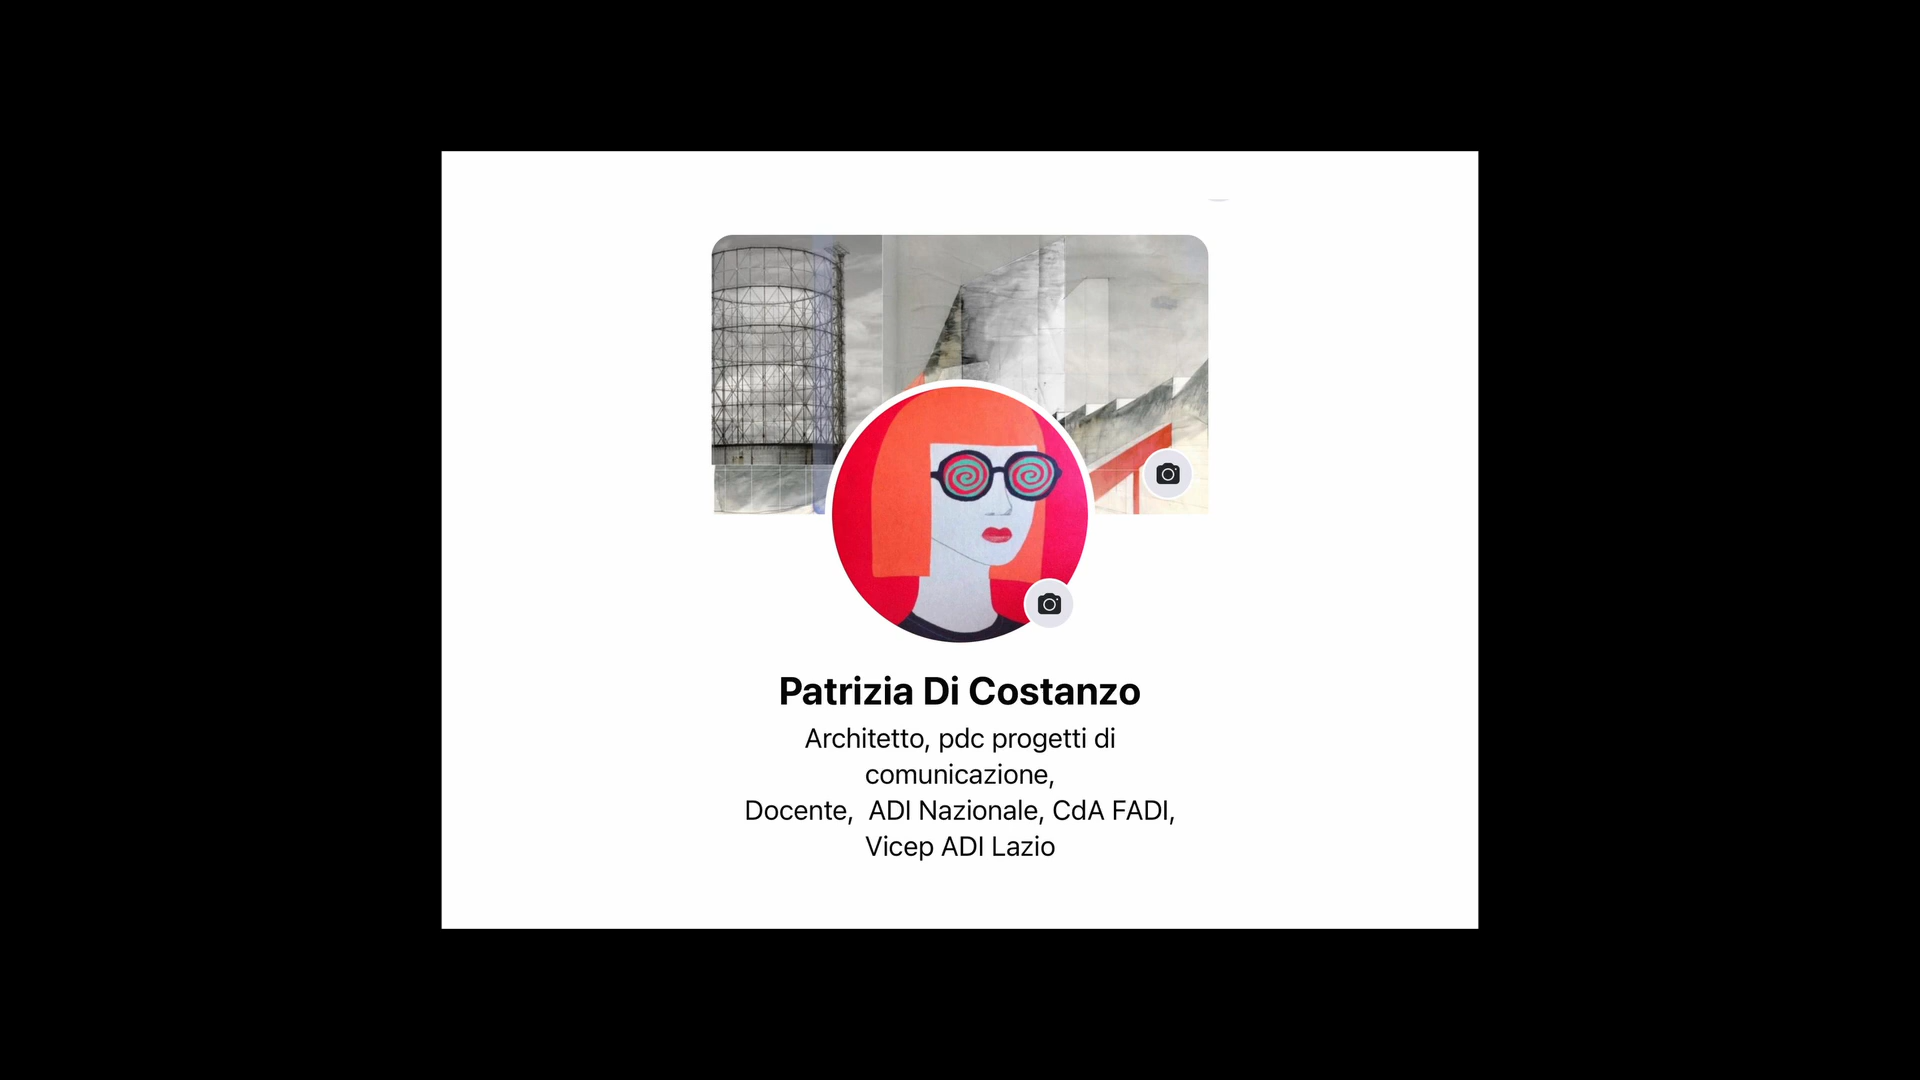 Patrizia Di Costanzo
Architetto, pdc progetti di
comunicazione,
Docente,  ADI Nazionale, CdA FADI,
Vicep ADI Lazio